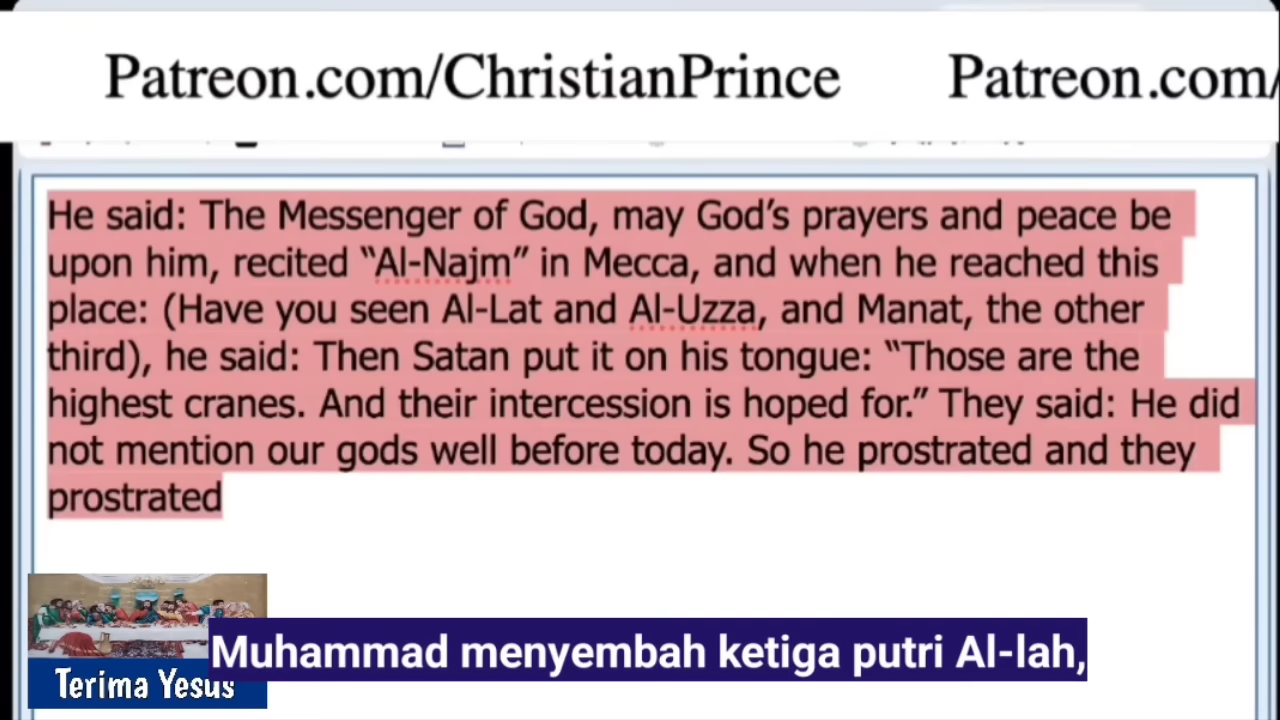 Patreon.com/ChristianPrince Patreon.com/
He said: The Messenger of God, may God’s prayers and peace be
upon him, recited “Al-Najm” in Mecca, and when he reached this
place: (Have you seen Al-Lat and Al-Uzza, and Manat, the other
third), he said: Then Satan put it on his tongue: “Those are the
highest cranes. And their intercession is hoped for.” They said: He did
not mention our gods well before today. So he prostrated and they
prostrated
Muhammad menyembah ketiga putri Al-lah,
Terima Yesus